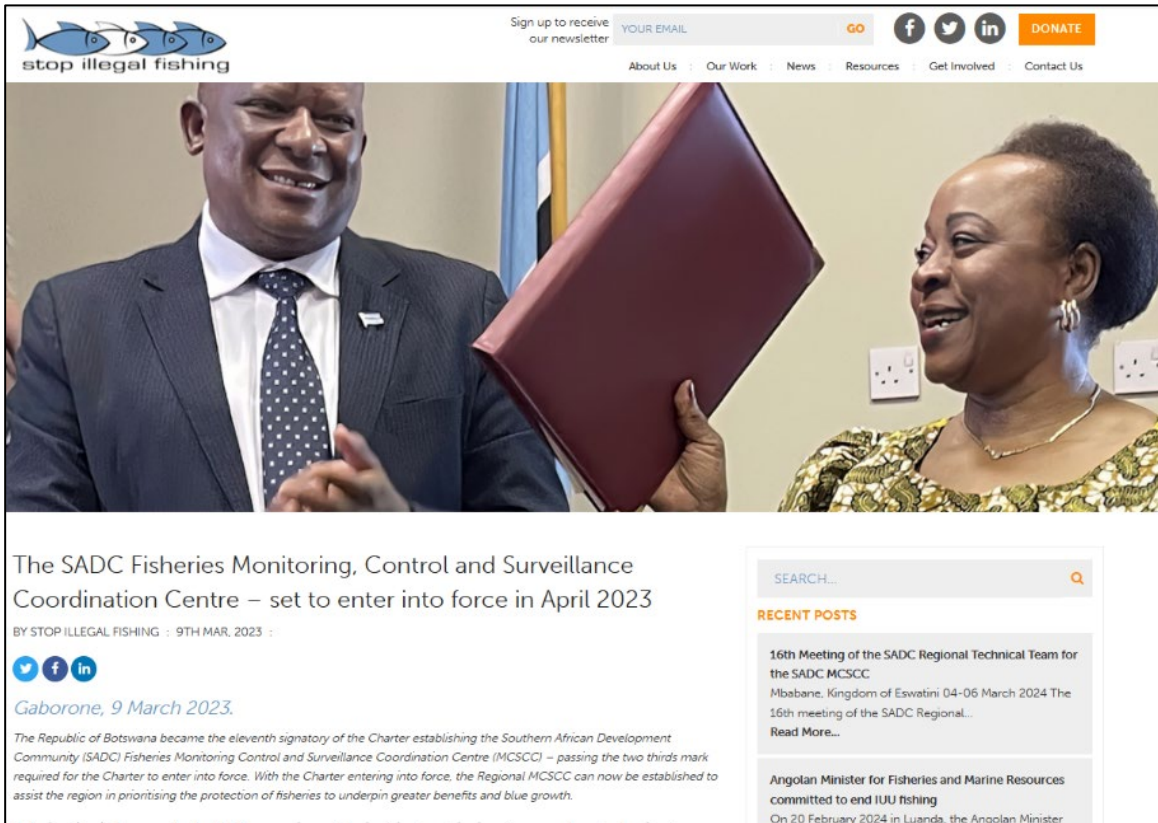 stop illegal fishing
Sign up to receive
our newsletter
YOUR EMAIL
GO
DONATE
About Us : Our Work : News : Resources : Get Involved : Contact Us
The SADC Fisheries Monitoring, Control and Surveillance
Coordination Centre – set to enter into force in April 2023
BY STOP ILLEGAL FISHING : 9TH MAR, 2023 :
Gaborone, 9 March 2023.
The Republic of Botswana became the eleventh signatory of the Charter establishing the Southern African Development
Community (SADC) Fisheries Monitoring Control and Surveillance Coordination Centre (MCSCC) – passing the two thirds mark
required for the Charter to enter into force. With the Charter entering into force, the Regional MCSCC can now be established to
assist the region in prioritising the protection of fisheries to underpin greater benefits and blue growth.
SEARCH...
RECENT POSTS
16th Meeting of the SADC Regional Technical Team for
the SADC MCSCC
Mbabane, Kingdom of Eswatini 04-06 March 2024 The
16th meeting of the SADC Regional...
Read More...
Angolan Minister for Fisheries and Marine Resources
committed to end IUU fishing
On 20 February 2024 in Luanda, the Angolan Minister